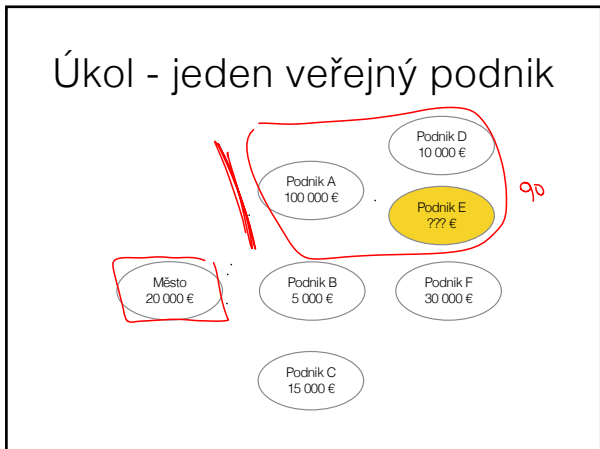 Úkol - jeden veřejný podnik
Podnik D
10 000 €
Podnik A
100 000 €
Podnik E
??? €
90
Město
20 000 €
Podnik B
5 000 €
Podnik F
30 000 €
Podnik C
15 000 €